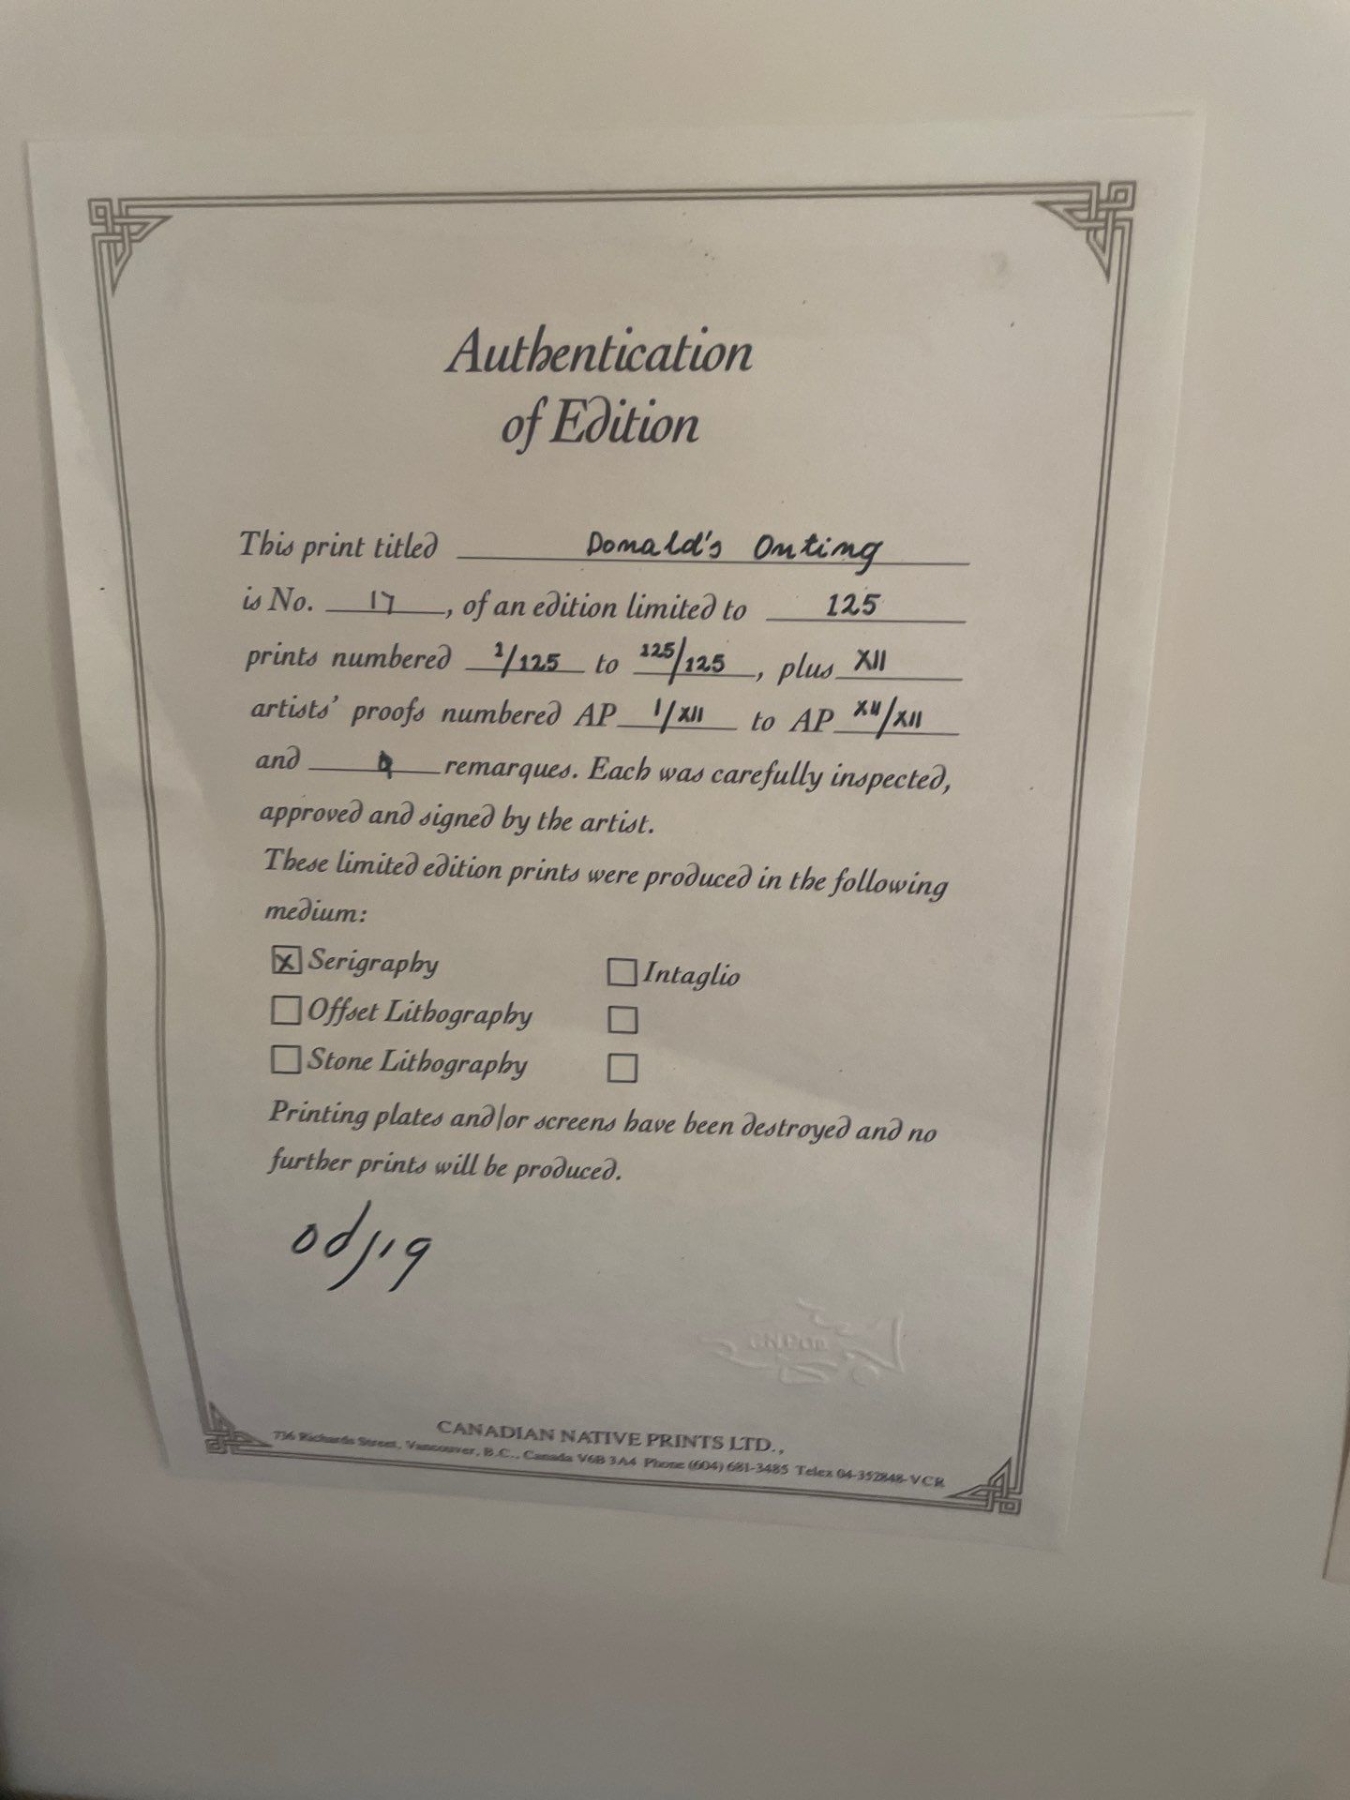 Authentication
of Edition
This print titled Donald's Outing
is No. 17, of an edition limited to 125
prints numbered 1/125 to 125/125, plus XII
artists' proofs numbered AP 1/XII to AP XII/XII
and remarques. Each was carefully inspected,
approved and signed by the artist.
These limited edition prints were produced in the following
medium:
X Serigraphy Intaglio
Offset Lithography
Stone Lithography
Printing plates and/or screens have been destroyed and no
further prints will be produced.
odjig
CANADIAN NATIVE PRINTS LTD.,
736 Richards Street, Vancouver, B.C., Canada V6B 3A4 Phone (604) 681-3485 Telex 04-352848-VCR